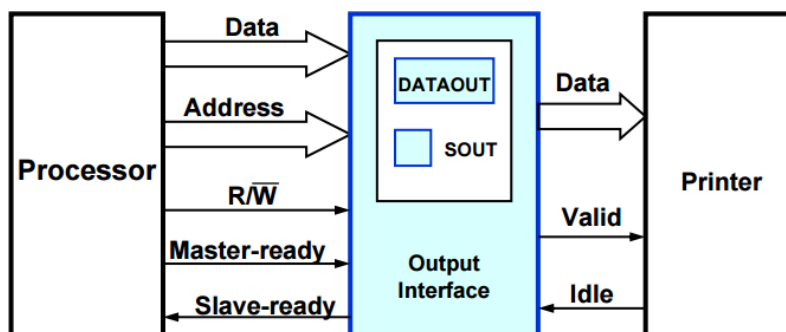 Processor
Data
Address
R/W̅
Master-ready
Slave-ready
DATAOUT
SOUT
Output
Interface
Data
Valid
Idle
Printer